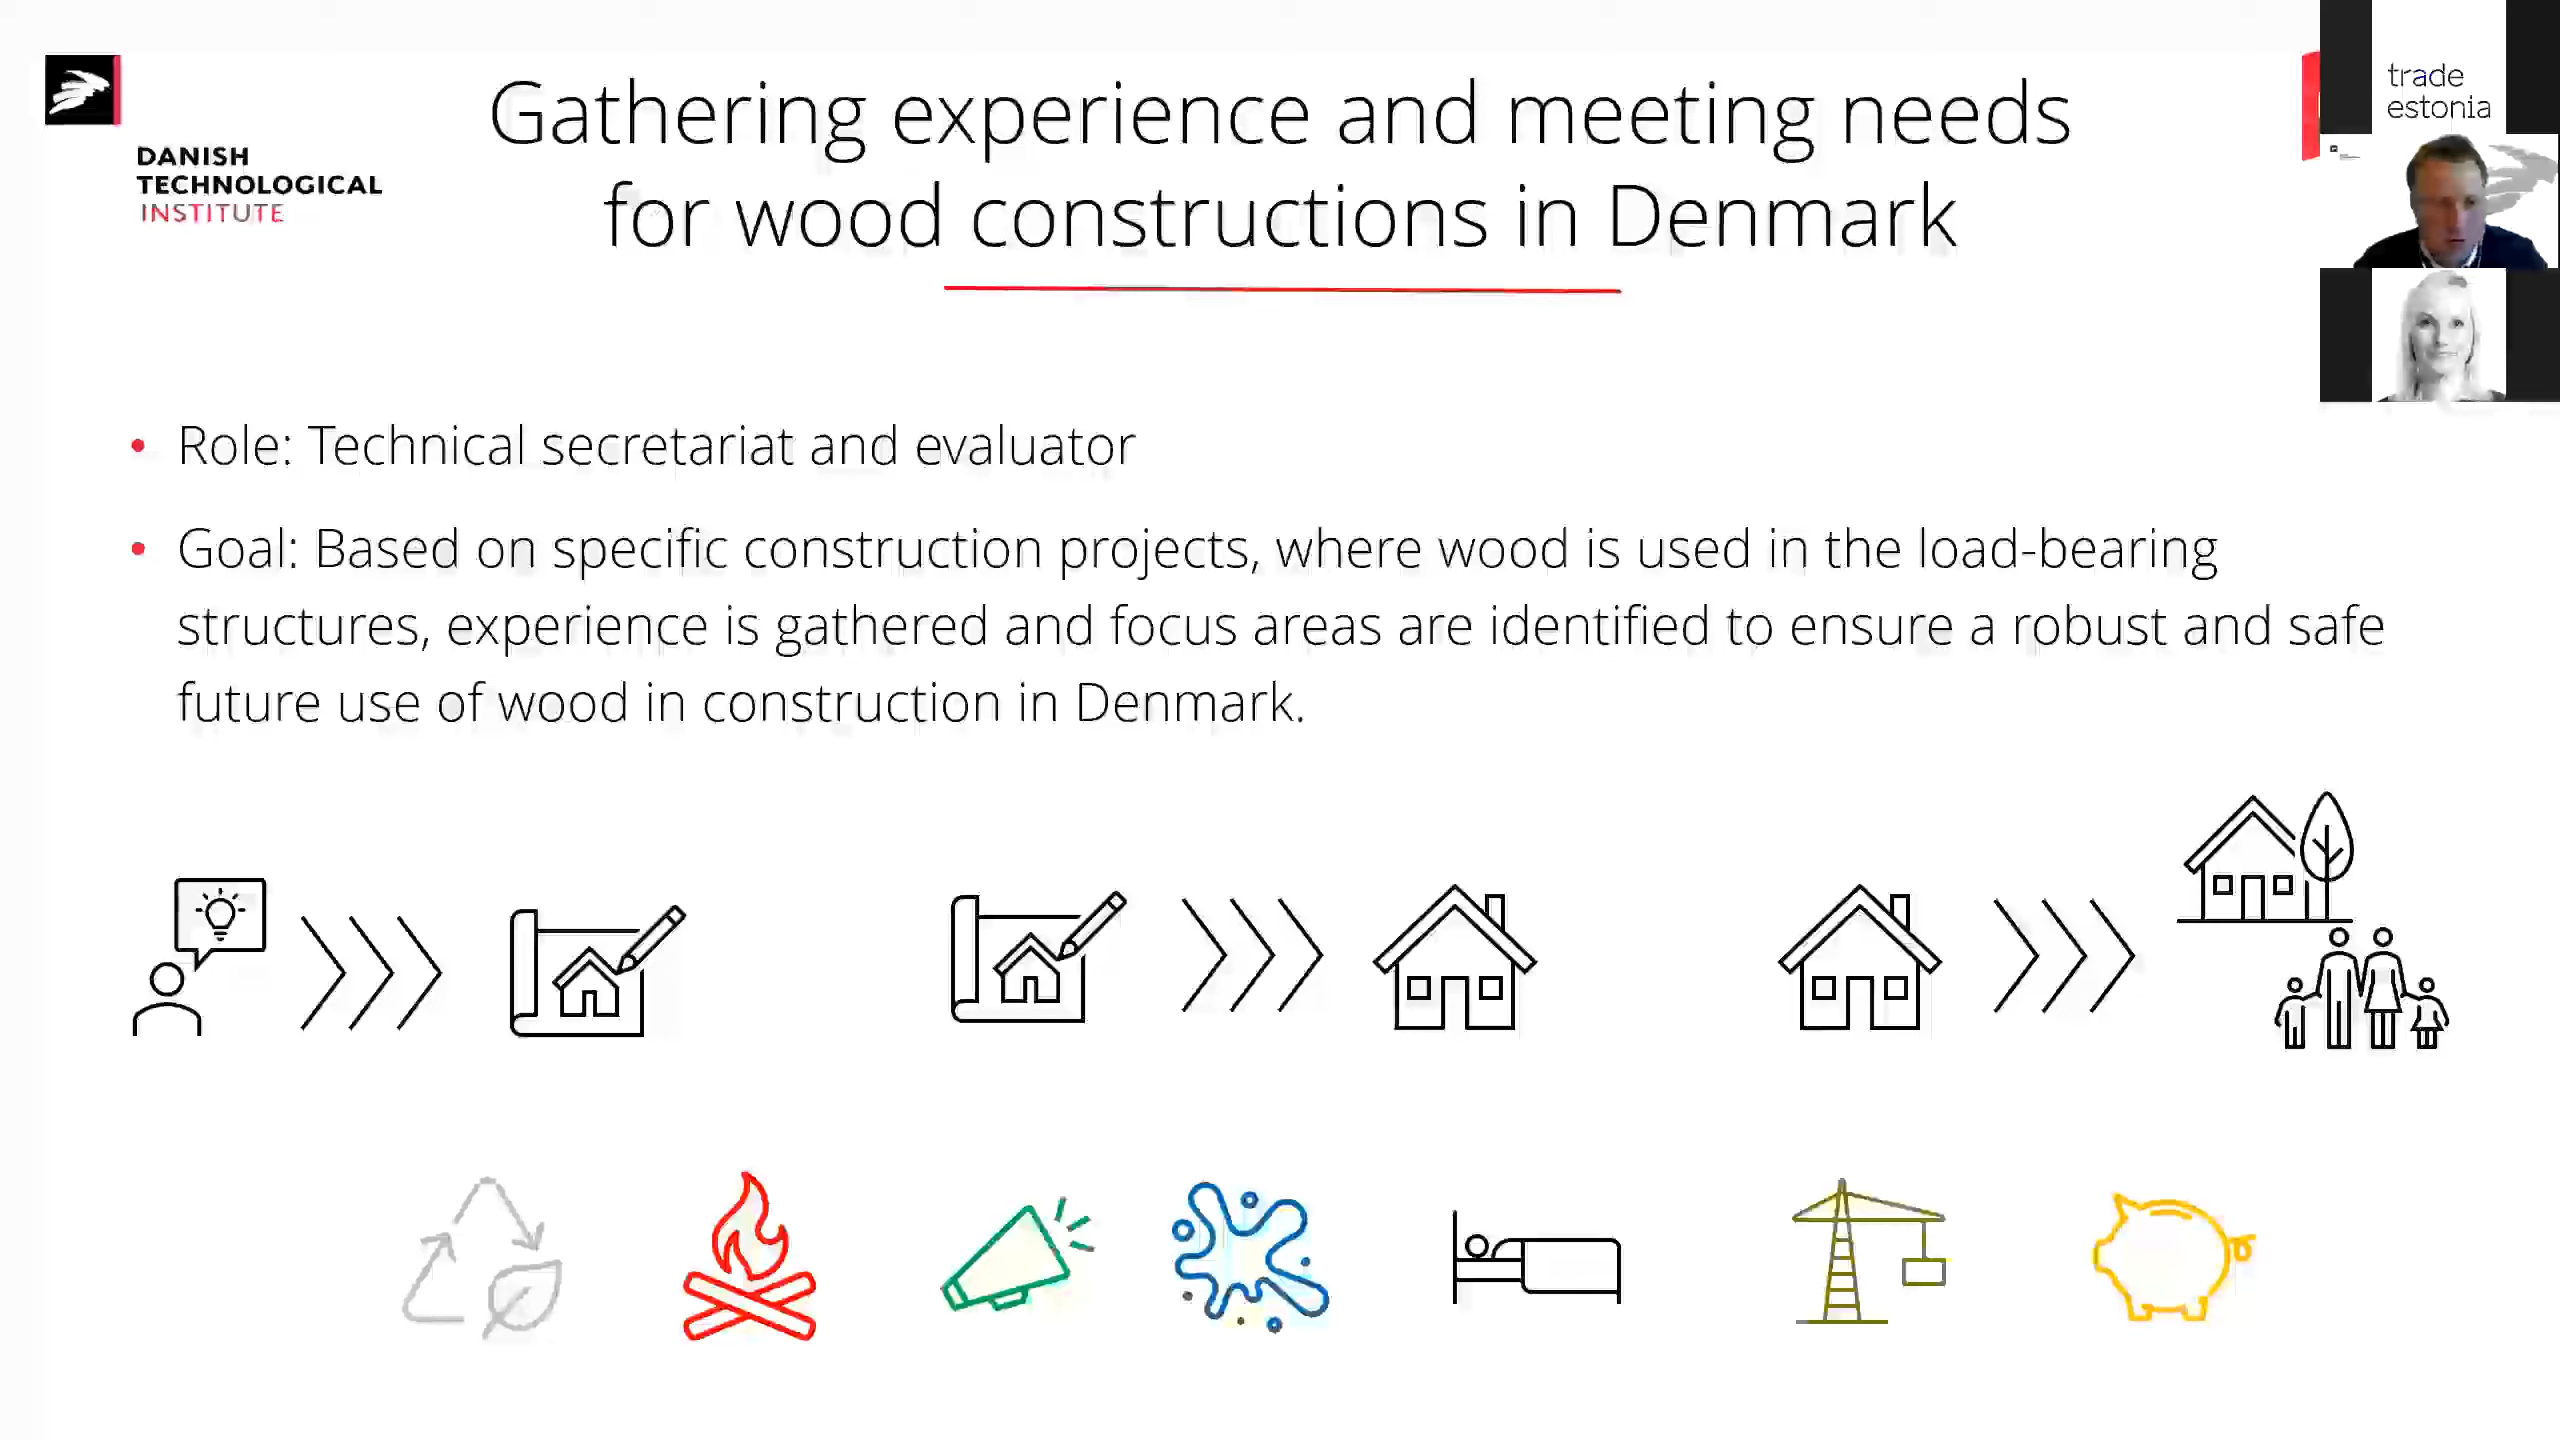 DANISH
TECHNOLOGICAL
INSTITUTE
Gathering experience and meeting needs
for wood constructions in Denmark
trade
estonia
• Role: Technical secretariat and evaluator
• Goal: Based on specific construction projects, where wood is used in the load-bearing
structures, experience is gathered and focus areas are identified to ensure a robust and safe
future use of wood in construction in Denmark.